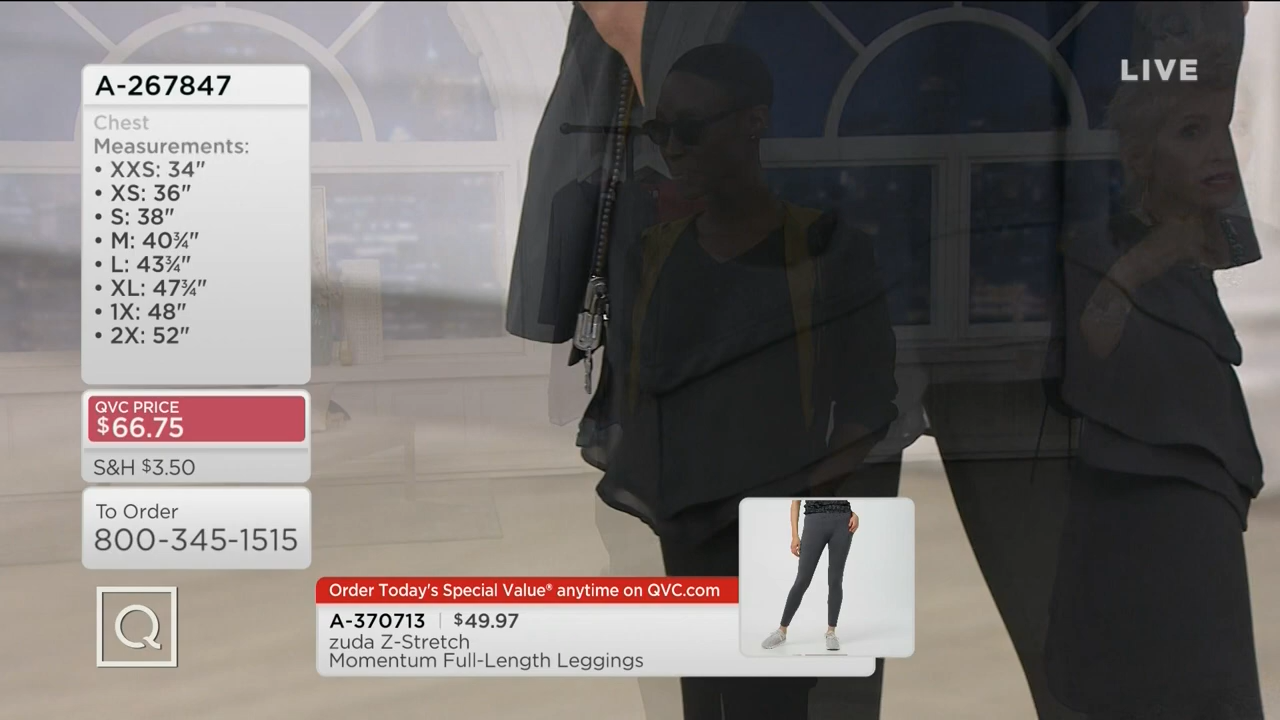 A-267847
Chest
Measurements:
• XXS: 34"
• XS: 36"
• S: 38"
• M: 40¾"
• L: 43¾"
• XL: 47¾"
• 1X: 48"
• 2X: 52"
QVC PRICE
$66.75
S&H $3.50
To Order
800-345-1515
Q
LIVE
Order Today's Special Value® anytime on QVC.com
A-370713 | $49.97
zuda Z-Stretch
Momentum Full-Length Leggings